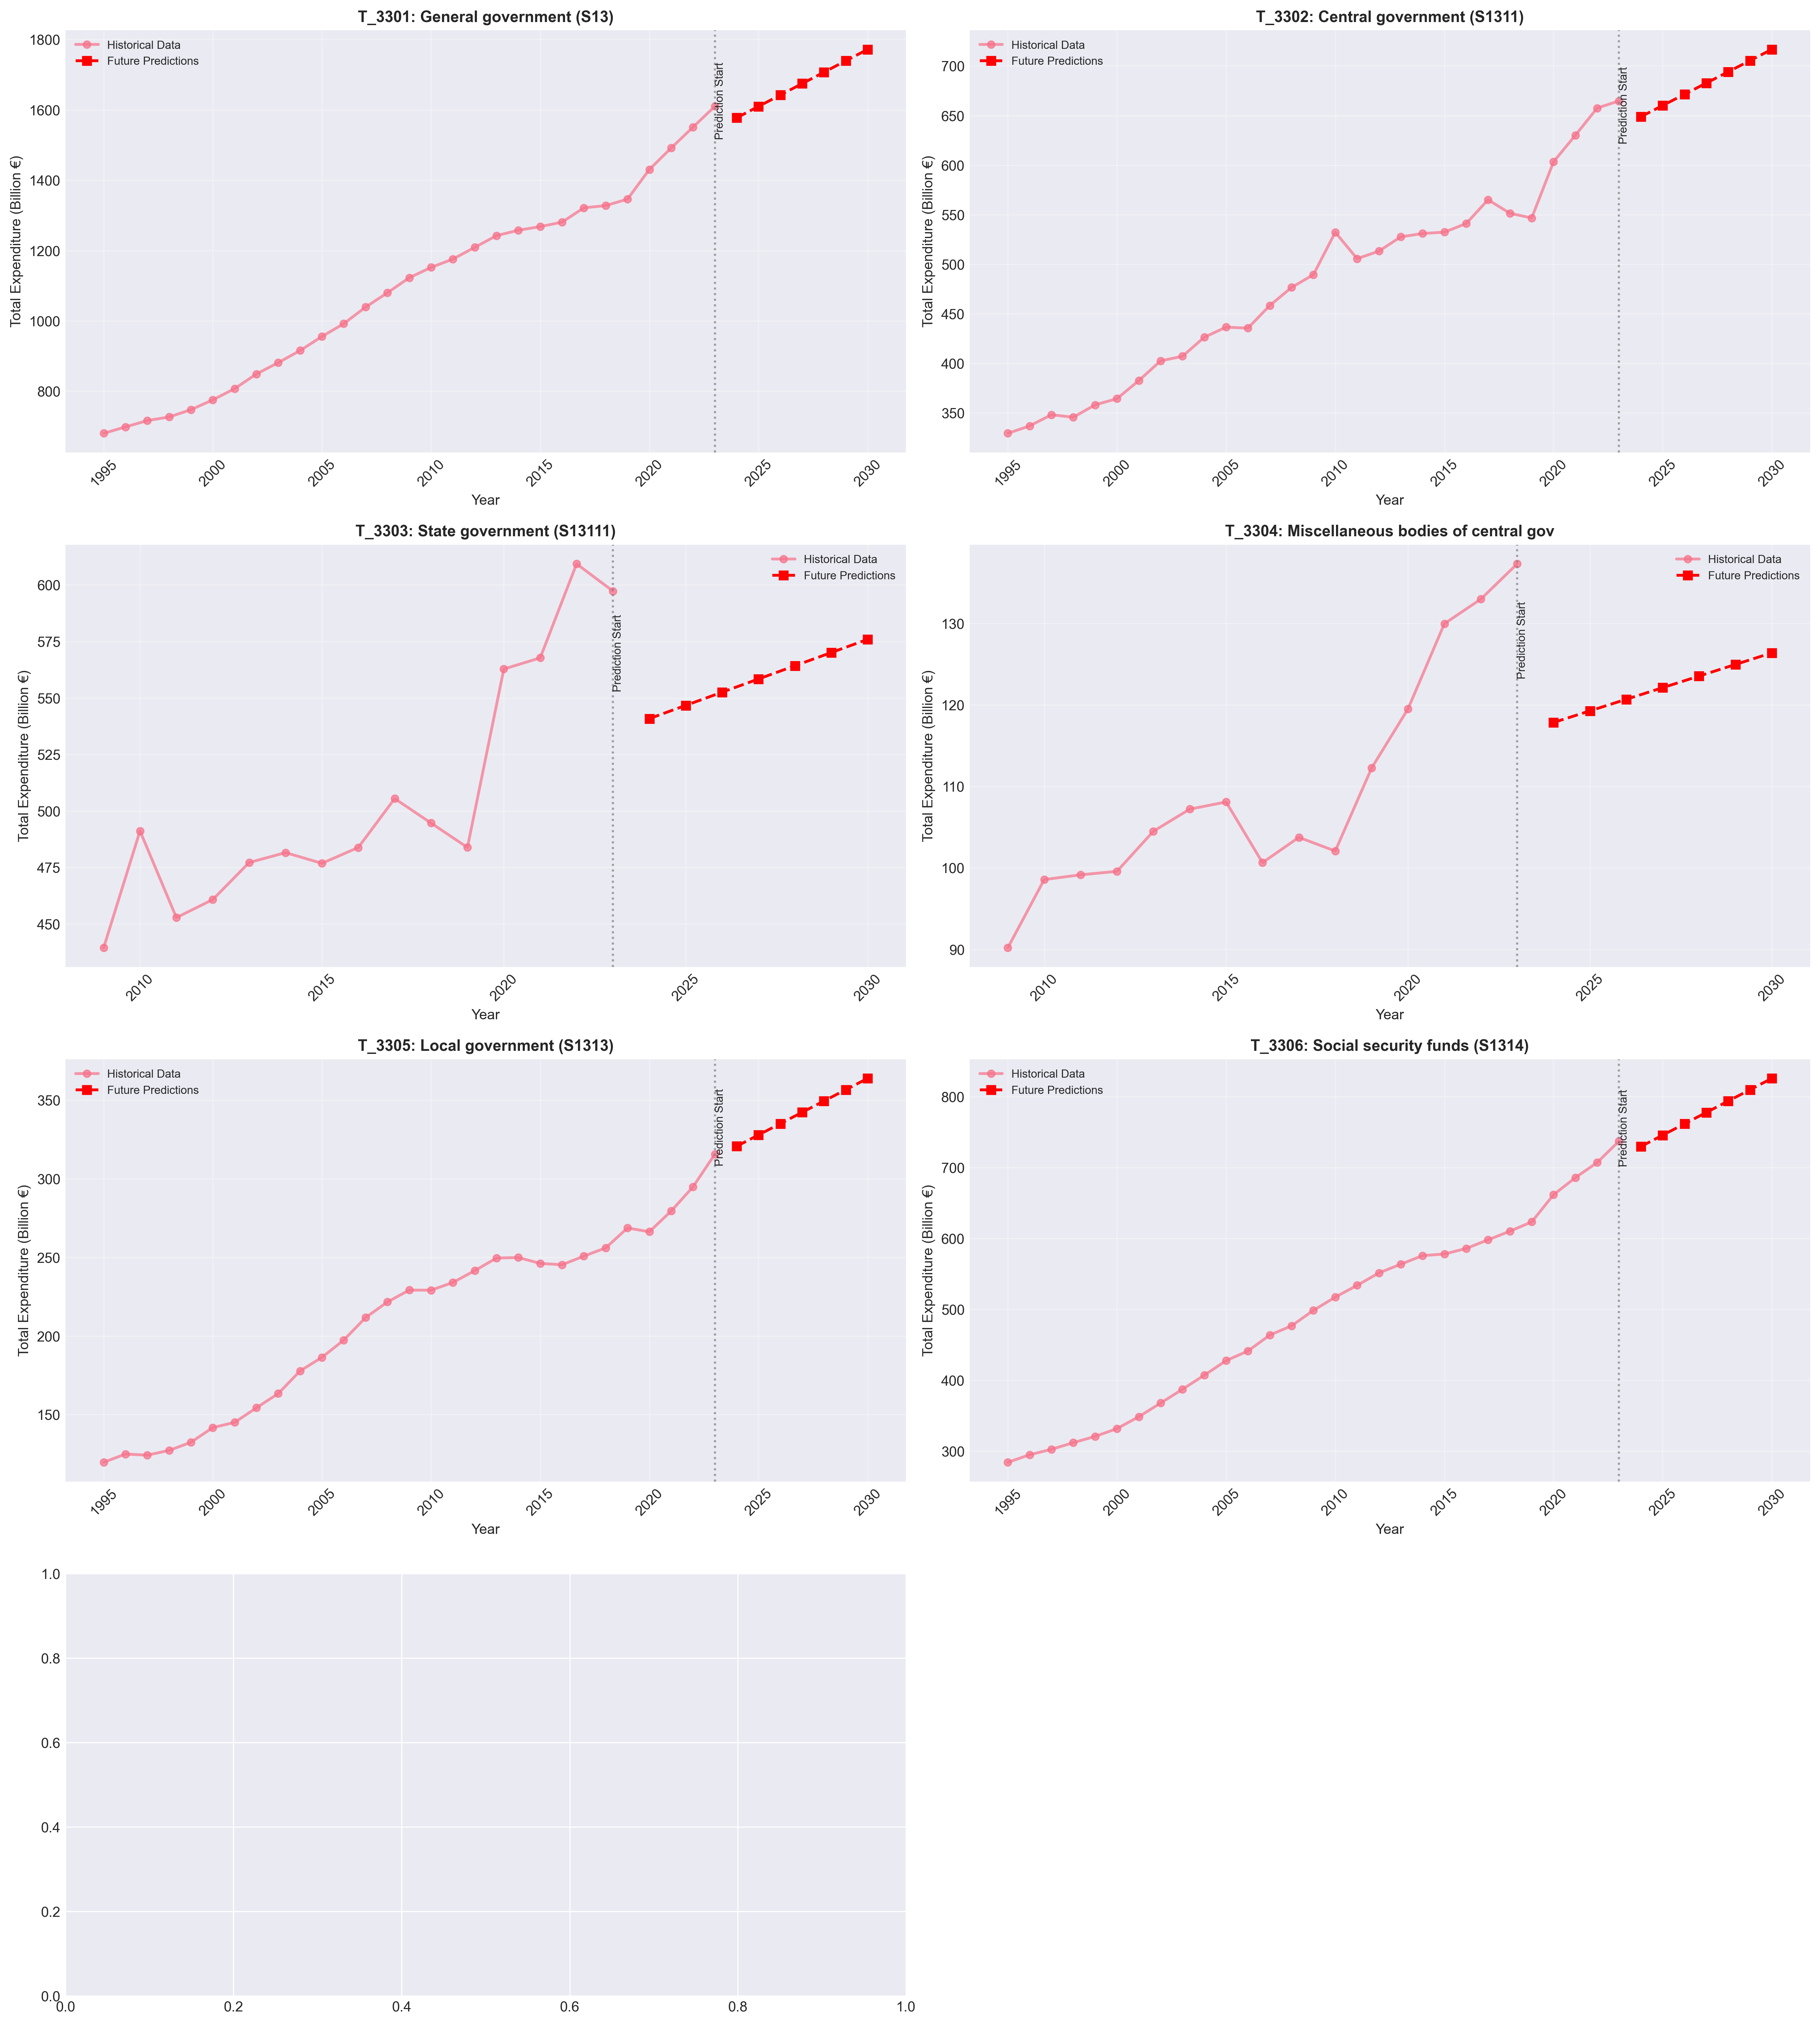 T_3301: General government (S13)
Historical Data
Future Predictions
Prediction Start
Total Expenditure (Billion €)
1800
1600
1400
1200
1000
800
1995
2000
2005
2010
2015
2020
2025
2030
Year
T_3302: Central government (S1311)
Historical Data
Future Predictions
Prediction Start
Total Expenditure (Billion €)
700
650
600
550
500
450
400
350
1995
2000
2005
2010
2015
2020
2025
2030
Year
T_3303: State government (S13111)
Historical Data
Future Predictions
Prediction Start
Total Expenditure (Billion €)
600
575
550
525
500
475
450
2010
2015
2020
2025
2030
Year
T_3304: Miscellaneous bodies of central gov
Historical Data
Future Predictions
Prediction Start
Total Expenditure (Billion €)
130
120
110
100
90
2010
2015
2020
2025
2030
Year
T_3305: Local government (S1313)
Historical Data
Future Predictions
Prediction Start
Total Expenditure (Billion €)
350
300
250
200
150
1995
2000
2005
2010
2015
2020
2025
2030
Year
T_3306: Social security funds (S1314)
Historical Data
Future Predictions
Prediction Start
Total Expenditure (Billion €)
800
700
600
500
400
300
1995
2000
2005
2010
2015
2020
2025
2030
Year
1.0
0.8
0.6
0.4
0.2
0.0
0.0
0.2
0.4
0.6
0.8
1.0